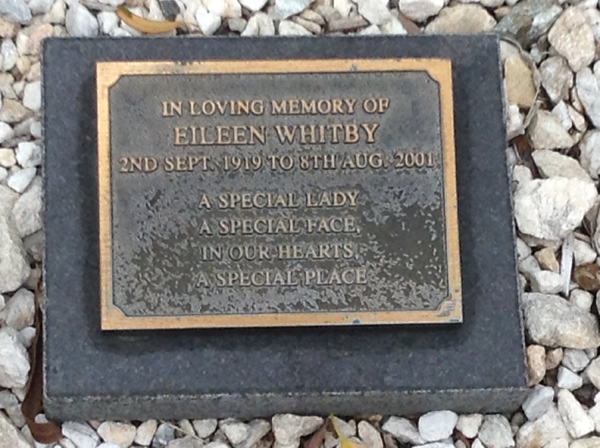 IN LOVING MEMORY OF
EILEEN WHITBY
2ND SEPT. 1919 TO 8TH AUG. 2001
A SPECIAL LADY
A SPECIAL FACE,
IN OUR HEARTS,
A SPECIAL PLACE